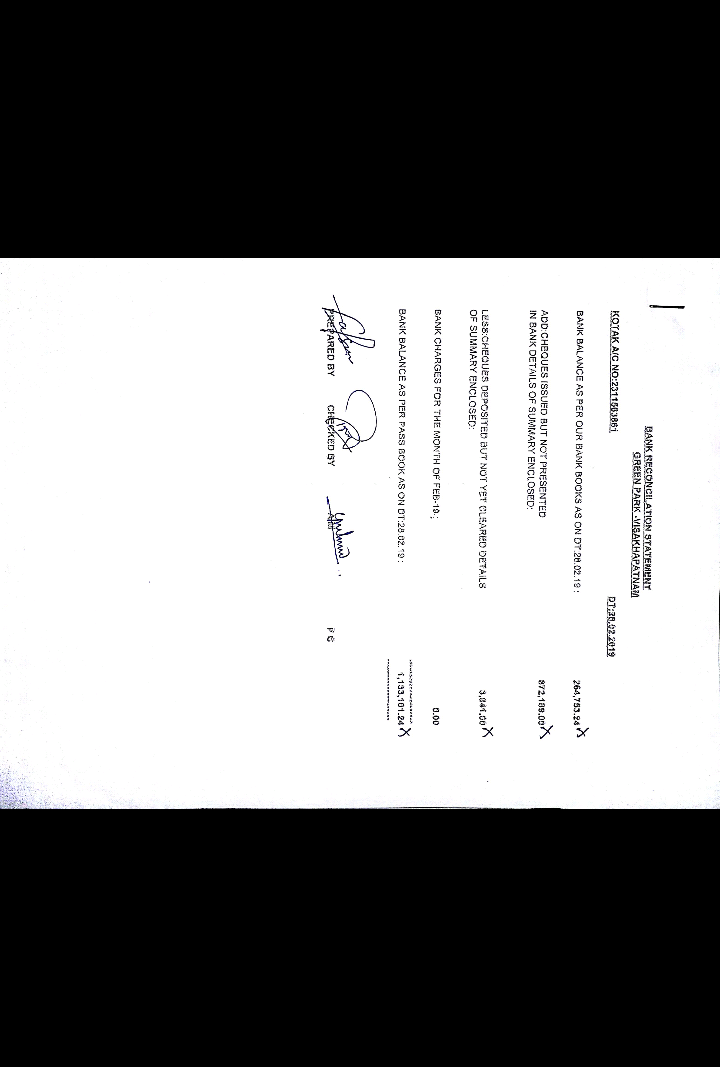 BANK RECONCILATION STATEMENT
GREEN PARK -VISAKHAPATNAM
KOTAK A/C DT:28.02.2019
BANK BALANCE AS PER OUR BANK BOOKS AS ON DT:28.02.19 : 264,753.24 X
ADD:CHEQUES ISSUED BUT NOT PRESENTED
IN BANK DETAILS OF SUMMARY ENCLOSED: 872,189.00 X
LESS:CHEQUES DEPOSITED BUT NOT YET CLEARED DETAILS
OF SUMMARY ENCLOSED: 3,841.00 X
BANK CHARGES FOR THE MONTH OF FEB-19 : 0.00
BANK BALANCE AS PER PASS BOOK AS ON DT:28.02.19 : 1,133,101.24 X
PREPARED BY CHECKED BY